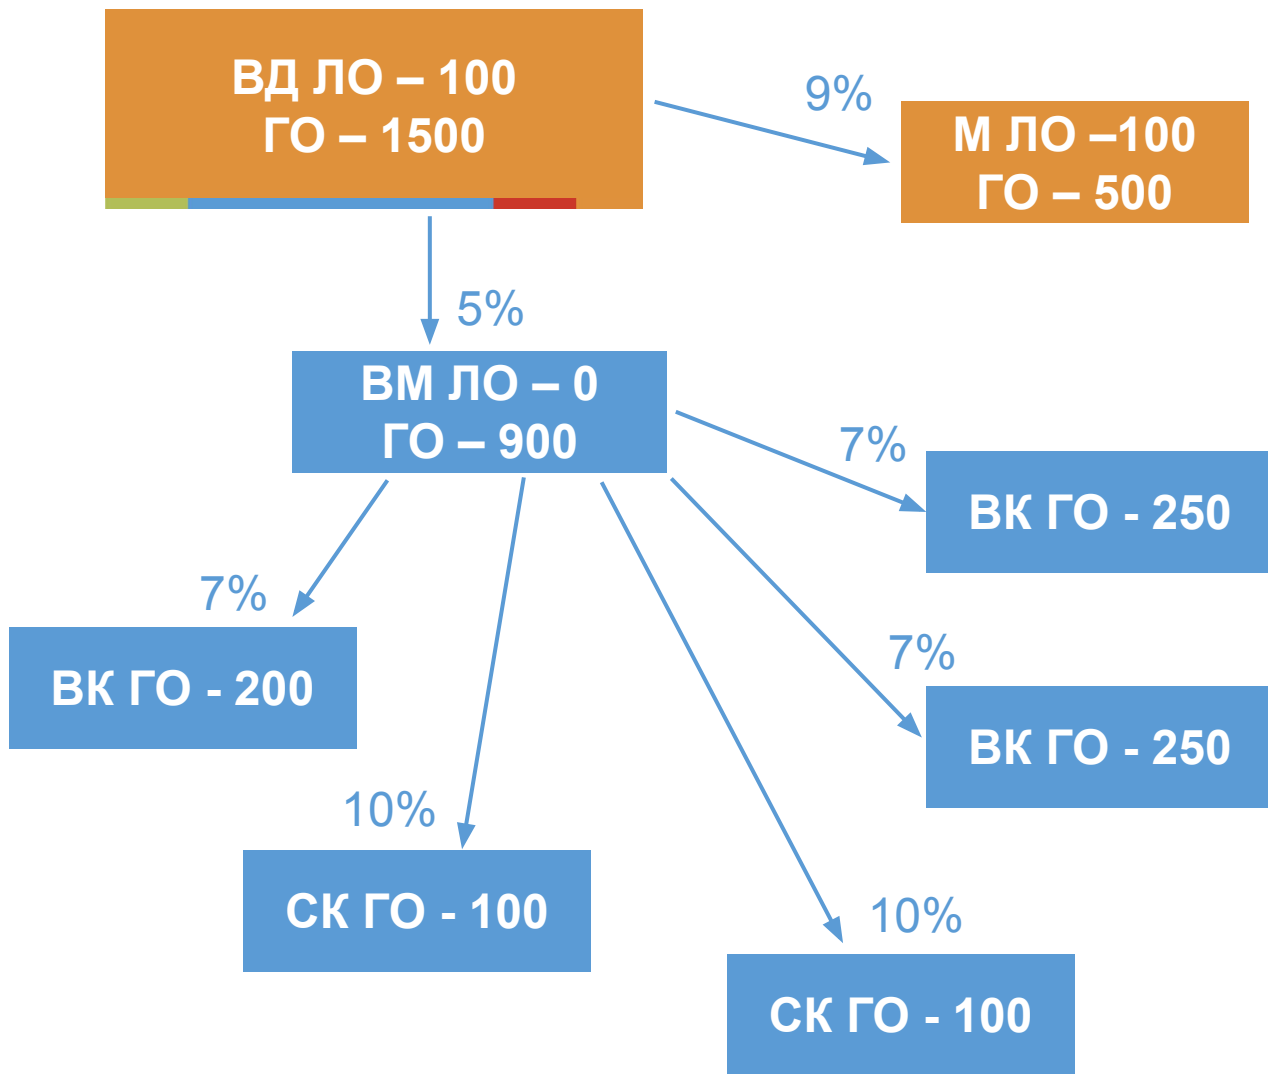 ВД ЛО – 100
ГО – 1500
9%
М ЛО –100
ГО – 500
5%
ВМ ЛО – 0
ГО – 900
7%
ВК ГО - 250
7%
ВК ГО - 200
7%
ВК ГО - 250
10%
СК ГО - 100
10%
СК ГО - 100